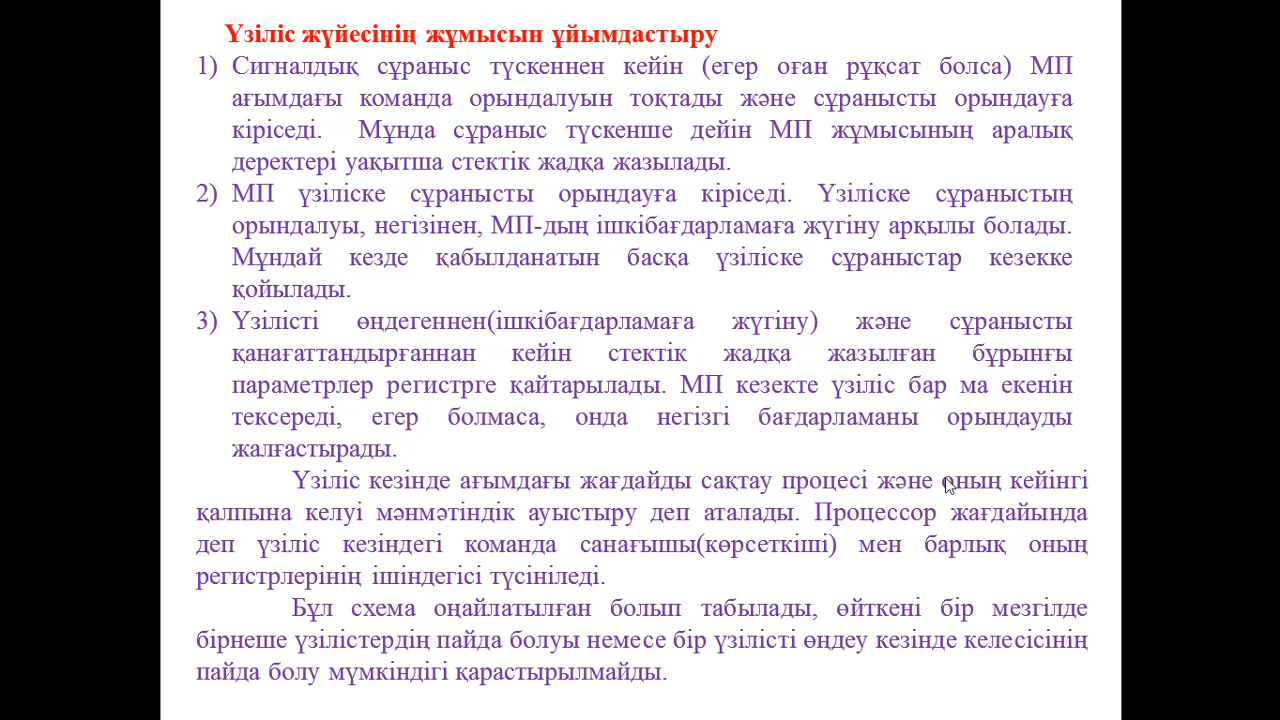 Үзіліс жүйесінің жұмысын ұйымдастыру
1) Сигналдық сұраныс түскеннен кейін (егер оған рұқсат болса) МП
ағымдағы команда орындалуын тоқтады және сұранысты орындауға
кіріседі. Мұнда сұраныс түскенше дейін МП жұмысының аралық
деректері уақытша стектік жадқа жазылады.
2) МП үзіліске сұранысты орындауға кіріседі. Үзіліске сұраныстың
орындалуы, негізінен, МП-дың ішкібағдарламаға жүгіну арқылы болады.
Мұндай кезде қабылданатын басқа үзіліске сұраныстар кезекке
қойылады.
3) Үзілісті өңдегеннен(ішкібағдарламаға жүгіну) және сұранысты
қанағаттандырғаннан кейін стектік жадқа жазылған бұрынғы
параметрлер регистрге қайтарылады. МП кезекте үзіліс бар ма екенін
тексереді, егер болмаса, онда негізгі бағдарламаны орындауды
жалғастырады.
Үзіліс кезінде ағымдағы жағдайды сақтау процесі және оның кейінгі
қалпына келуі мәнмәтіндік ауыстыру деп аталады. Процессор жағдайында
деп үзіліс кезіндегі команда санағышы(көрсеткіші) мен барлық оның
регистрлерінің ішіндегісі түсініледі.
Бұл схема оңайлатылған болып табылады, өйткені бір мезгілде
бірнеше үзілістердің пайда болуы немесе бір үзілісті өңдеу кезінде келесісінің
пайда болу мүмкіндігі қарастырылмайды.